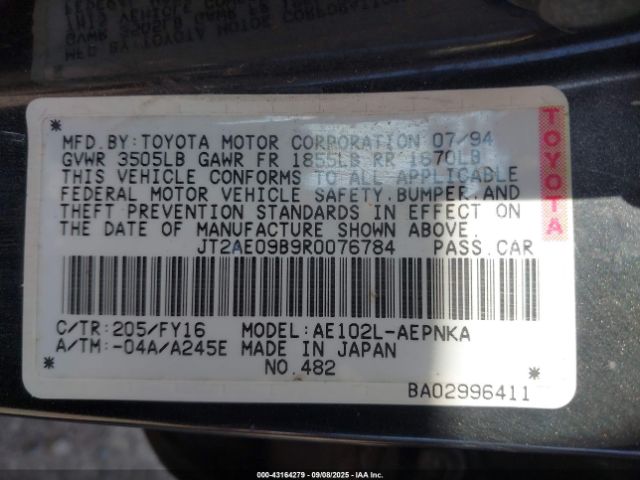 MFD.BY:TOYOTA MOTOR CORPORATION 07/94
GVWR 3505LB GAWR FR 1855LB RR 1670LB
THIS VEHICLE CONFORMS TO ALL APPLICABLE
FEDERAL MOTOR VEHICLE SAFETY.BUMPER.AND
THEFT PREVENTION STANDARDS IN EFFECT ON
THE DATE OF MANUFACTURE SHOWN ABOVE.
JT2AE09B9R0076784 PASS.CAR
TOYOTA
C/TR:205/FY16 MODEL:AE102L-AEPNKA
A/TM:-04A/A245E MADE IN JAPAN
NO.482
BA02996411
000-43164279 - 09/08/2025 - IAA Inc.